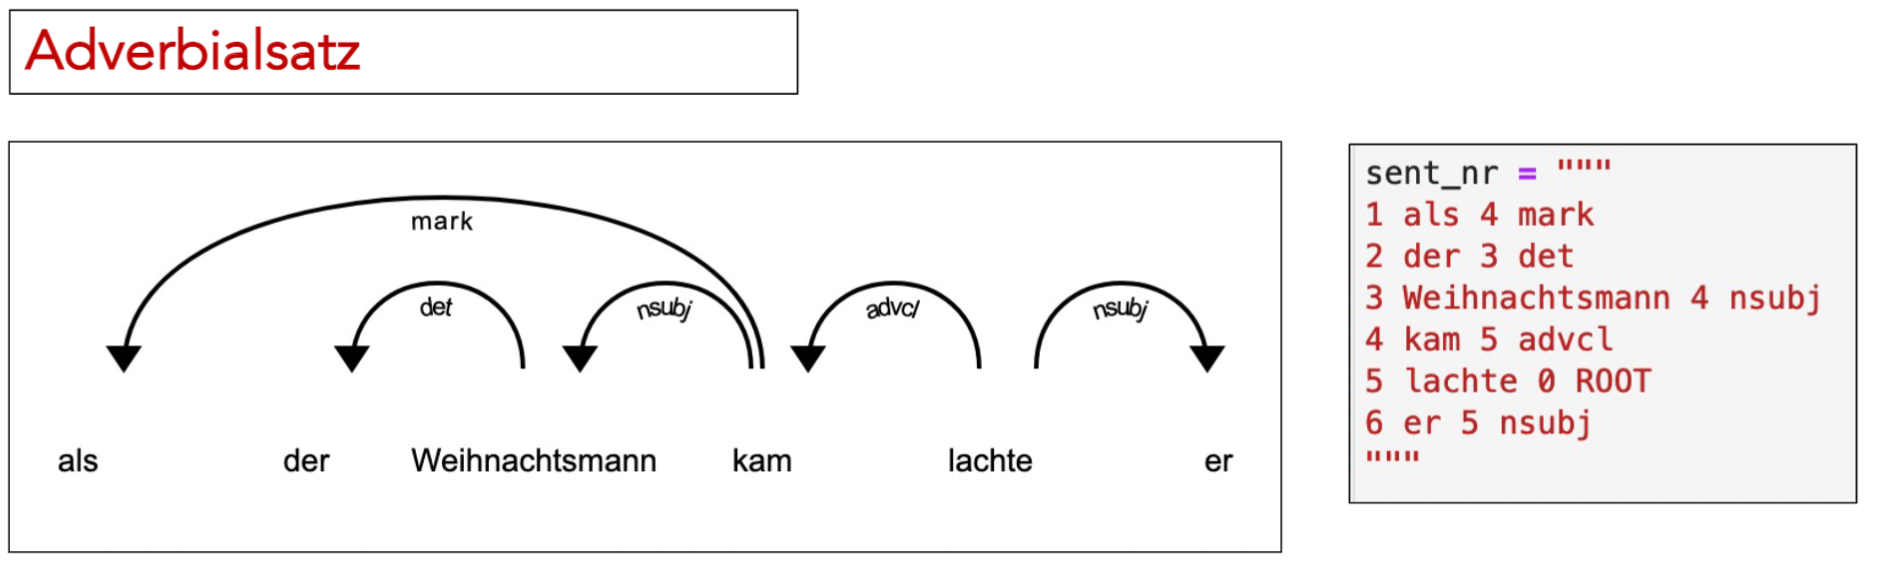 Adverbialsatz
mark
det
nsubj
advcl
nsubj
als der Weihnachtsmann kam lachte er
sent_nr = """
1 als 4 mark
2 der 3 det
3 Weihnachtsmann 4 nsubj
4 kam 5 advcl
5 lachte 0 ROOT
6 er 5 nsubj
"""